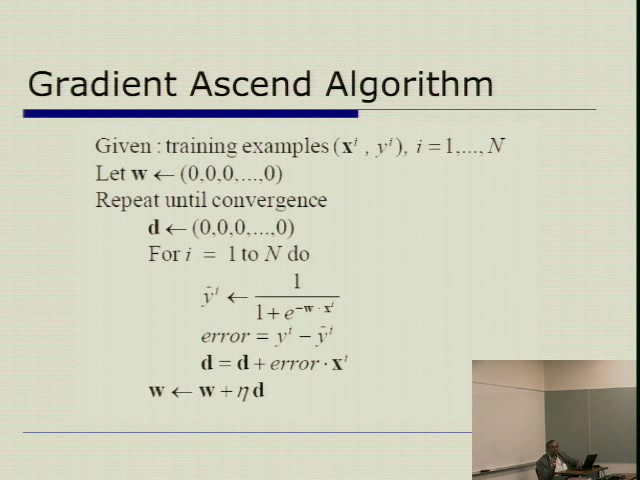 Gradient Ascend Algorithm
Given : training examples (xⁱ , yⁱ), i = 1,..., N
Let w ← (0,0,0,...,0)
Repeat until convergence
d ← (0,0,0,...,0)
For i = 1 to N do
ŷⁱ ← 1 / (1 + e^(−w · xⁱ))
error = yⁱ − ŷⁱ
d = d + error · xⁱ
w ← w + η d